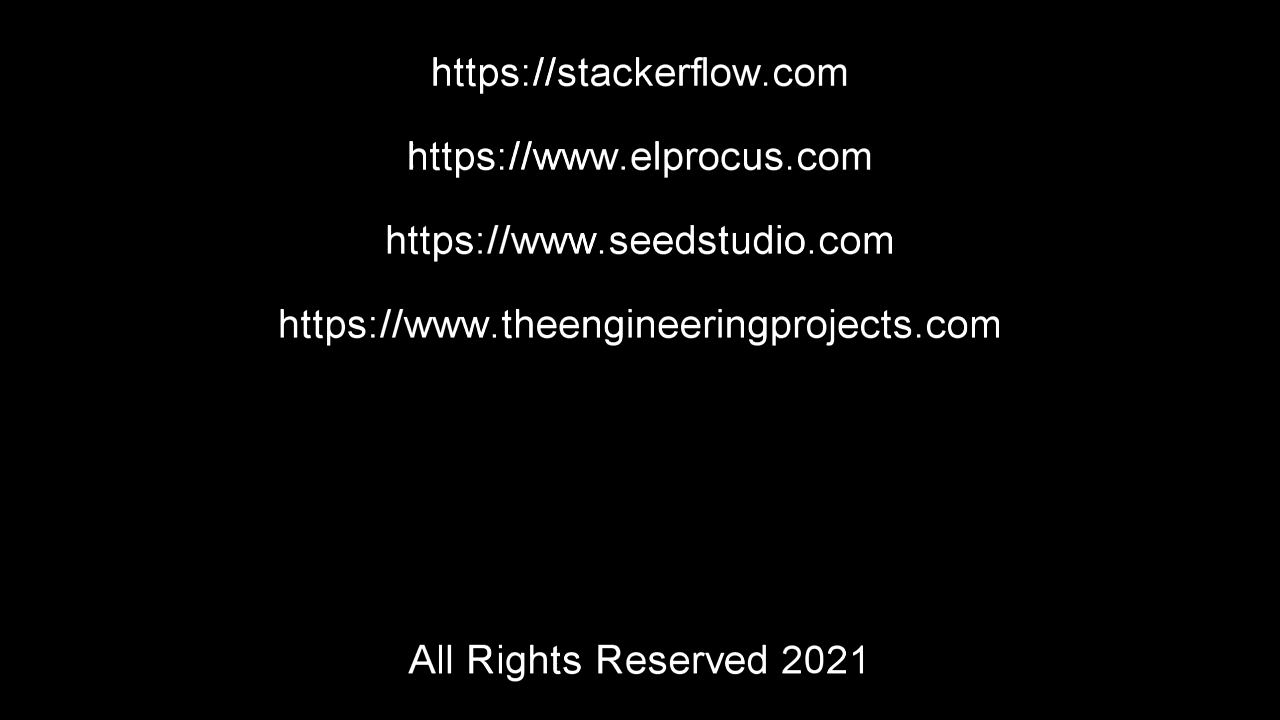 https://stackerflow.com
https://www.elprocus.com
https://www.seedstudio.com
https://www.theengineeringprojects.com
All Rights Reserved 2021